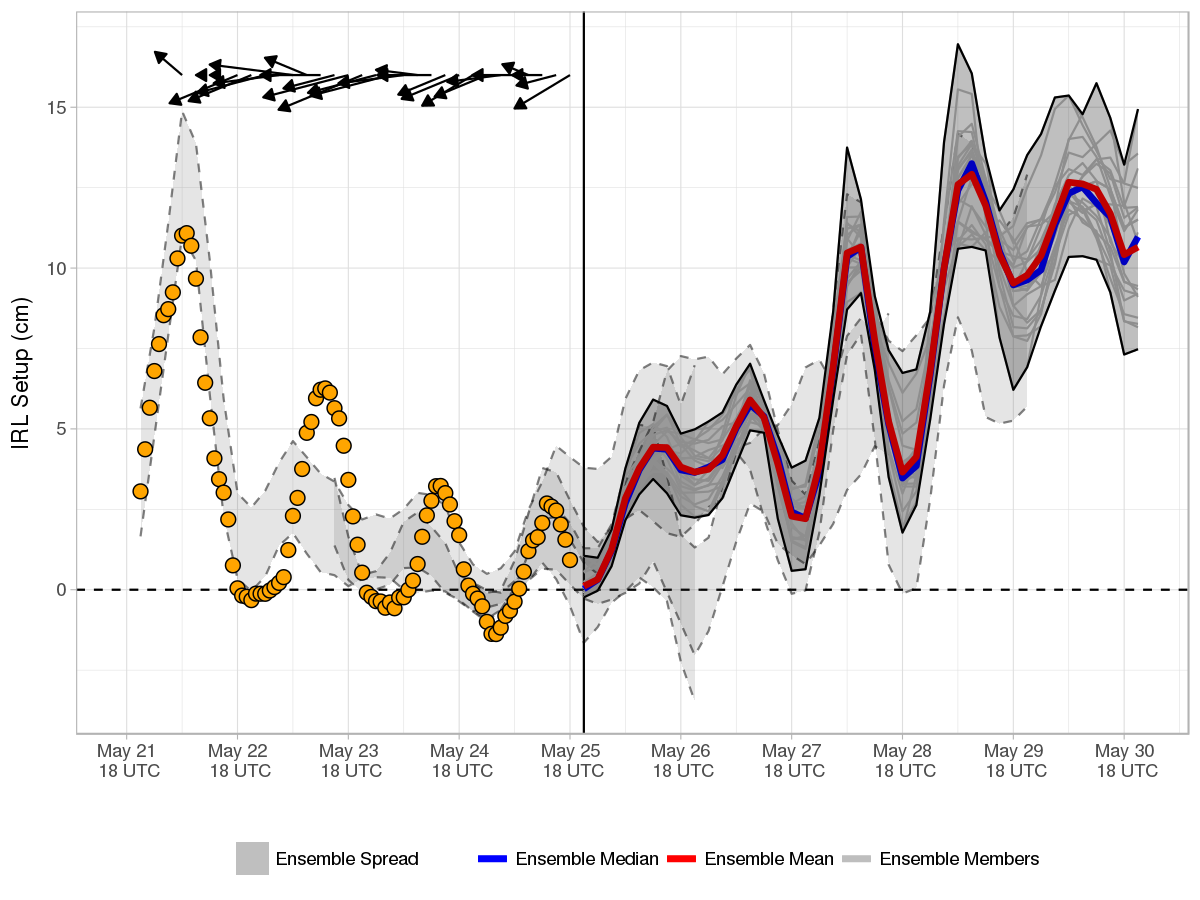 IRL Setup (cm)
15
10
5
0
May 21 May 22 May 23 May 24 May 25 May 26 May 27 May 28 May 29 May 30
18 UTC 18 UTC 18 UTC 18 UTC 18 UTC 18 UTC 18 UTC 18 UTC 18 UTC 18 UTC
Ensemble Spread Ensemble Median Ensemble Mean Ensemble Members